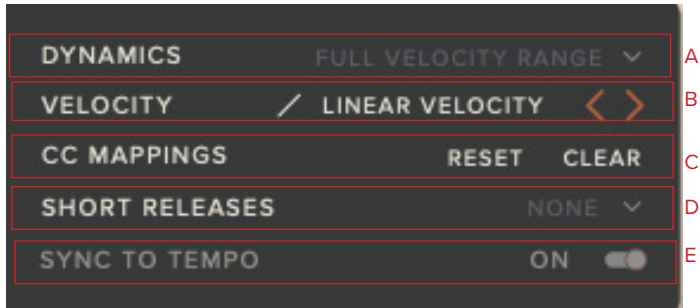 DYNAMICS FULL VELOCITY RANGE A
VELOCITY LINEAR VELOCITY B
CC MAPPINGS RESET CLEAR C
SHORT RELEASES NONE D
SYNC TO TEMPO ON E